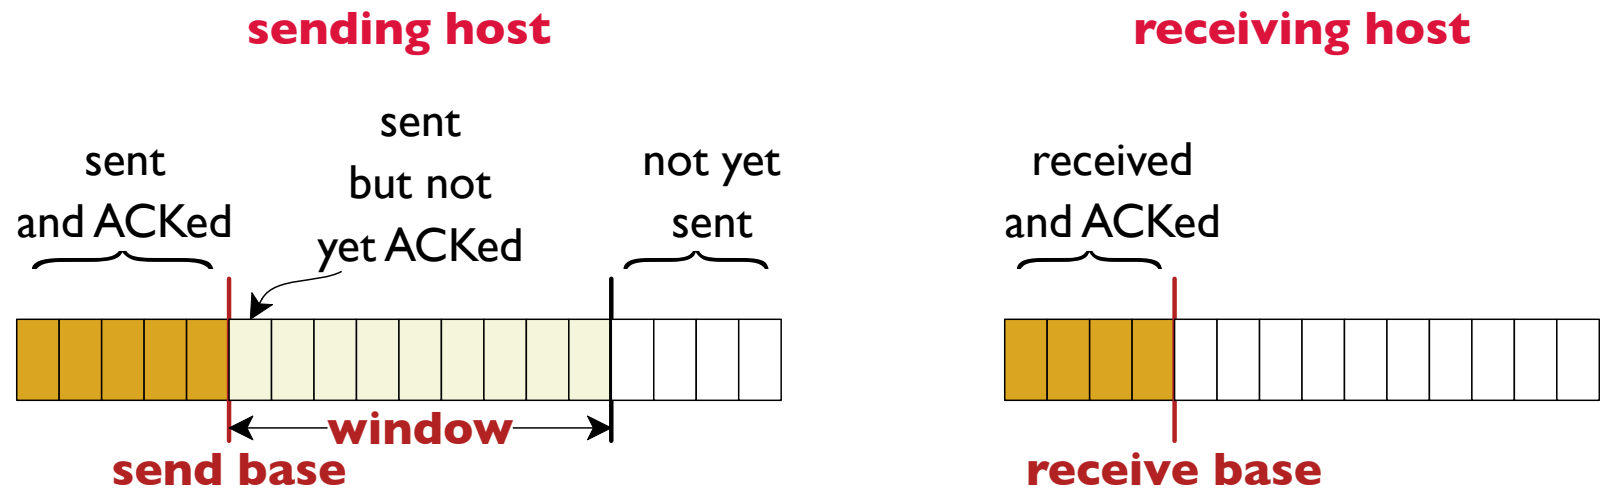 sending host
receiving host
sent
and ACKed
sent
but not
yet ACKed
not yet
sent
received
and ACKed
window
send base
receive base